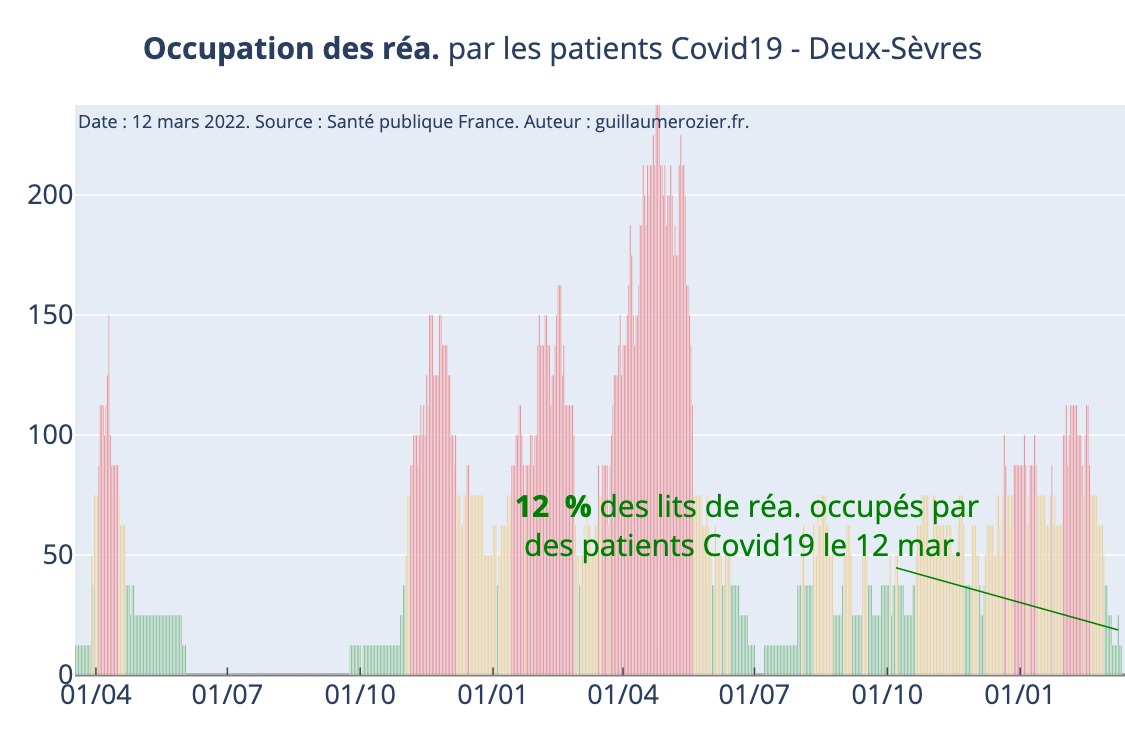 Occupation des réa. par les patients Covid19 - Deux-Sèvres
Date : 12 mars 2022. Source : Santé publique France. Auteur : guillaumerozier.fr.
200
150
100
50
0
12  % des lits de réa. occupés par
des patients Covid19 le 12 mar.
01/04 01/07 01/10 01/01 01/04 01/07 01/10 01/01